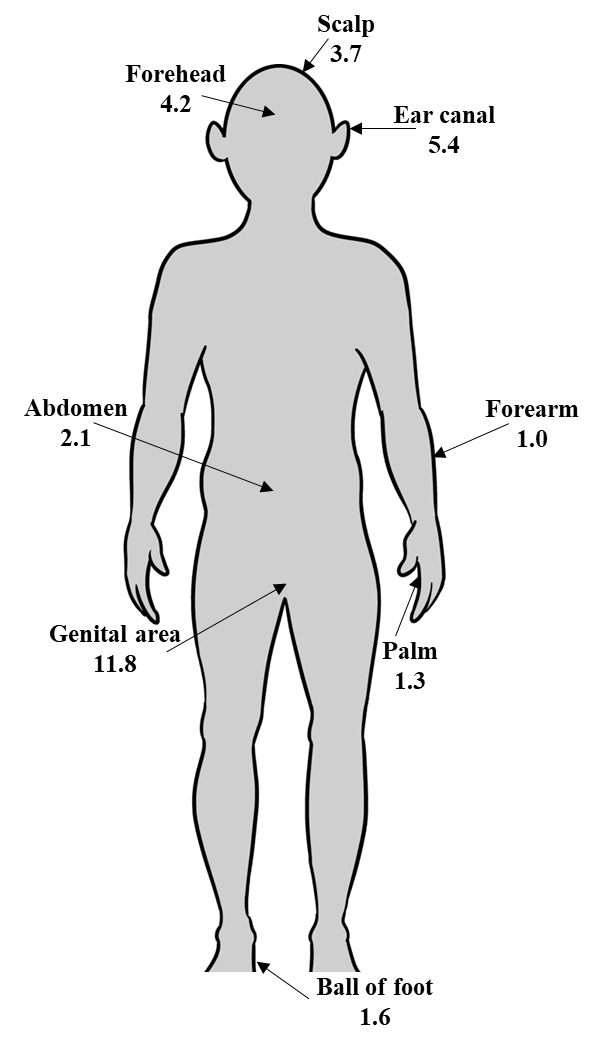 Scalp
3.7
Forehead
4.2
Ear canal
5.4
Abdomen
2.1
Forearm
1.0
Genital area
11.8
Palm
1.3
Ball of foot
1.6